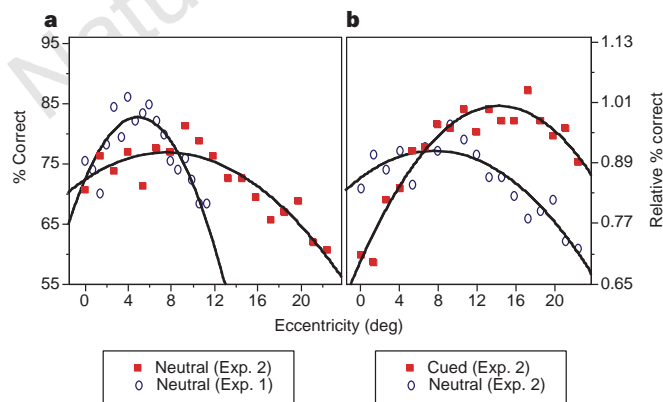 Natu
a
b
% Correct
95
85
75
65
55
0
4
8
12
16
20
0
4
8
12
16
20
1.13
1.01
0.89
0.77
0.65
Relative % correct
Eccentricity (deg)
Neutral (Exp. 2)
Neutral (Exp. 1)
Cued (Exp. 2)
Neutral (Exp. 2)